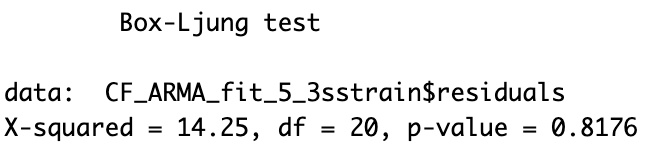 Box-Ljung test
data:  CF_ARMA_fit_5_3sstrain$residuals
X-squared = 14.25, df = 20, p-value = 0.8176